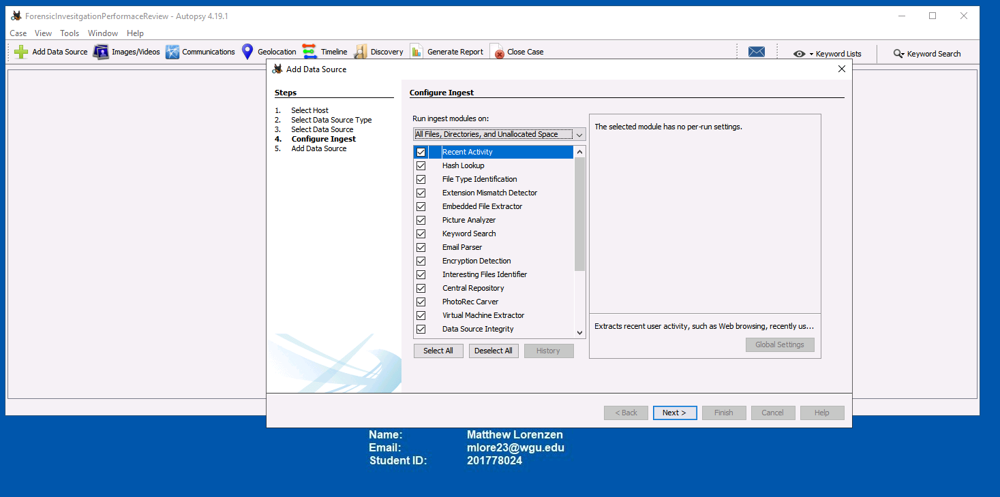 ForensicInvesitgationPerformaceReview - Autopsy 4.19.1
Case View Tools Window Help
Add Data Source Images/Videos Communications Geolocation Timeline Discovery Generate Report Close Case Keyword Lists Keyword Search
Add Data Source
Steps
1. Select Host
2. Select Data Source Type
3. Select Data Source
4. Configure Ingest
5. Add Data Source
Configure Ingest
Run ingest modules on:
All Files, Directories, and Unallocated Space
Recent Activity
Hash Lookup
File Type Identification
Extension Mismatch Detector
Embedded File Extractor
Picture Analyzer
Keyword Search
Email Parser
Encryption Detection
Interesting Files Identifier
Central Repository
PhotoRec Carver
Virtual Machine Extractor
Data Source Integrity
Select All Deselect All History
The selected module has no per-run settings.
Extracts recent user activity, such as Web browsing, recently us...
Global Settings
< Back Next > Finish Cancel Help
Name: Matthew Lorenzen
Email: mlore23@wgu.edu
Student ID: 201778024